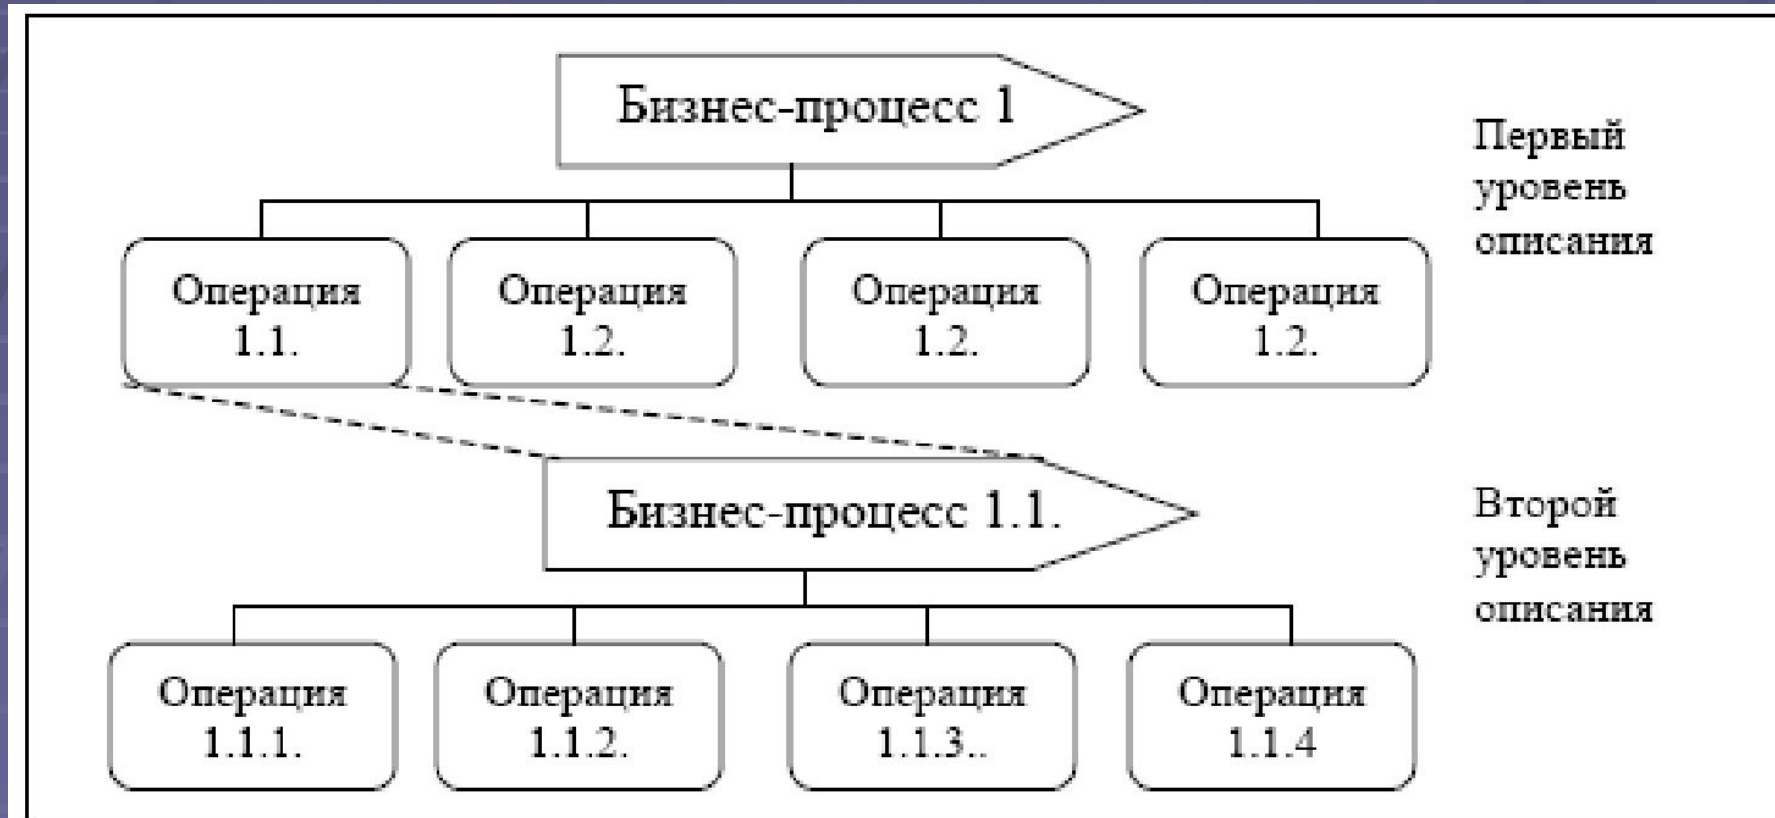 Бизнес-процесс 1
Первый
уровень
описания
Операция
1.1.
Операция
1.2.
Операция
1.2.
Операция
1.2.
Бизнес-процесс 1.1.
Второй
уровень
описания
Операция
1.1.1.
Операция
1.1.2.
Операция
1.1.3..
Операция
1.1.4